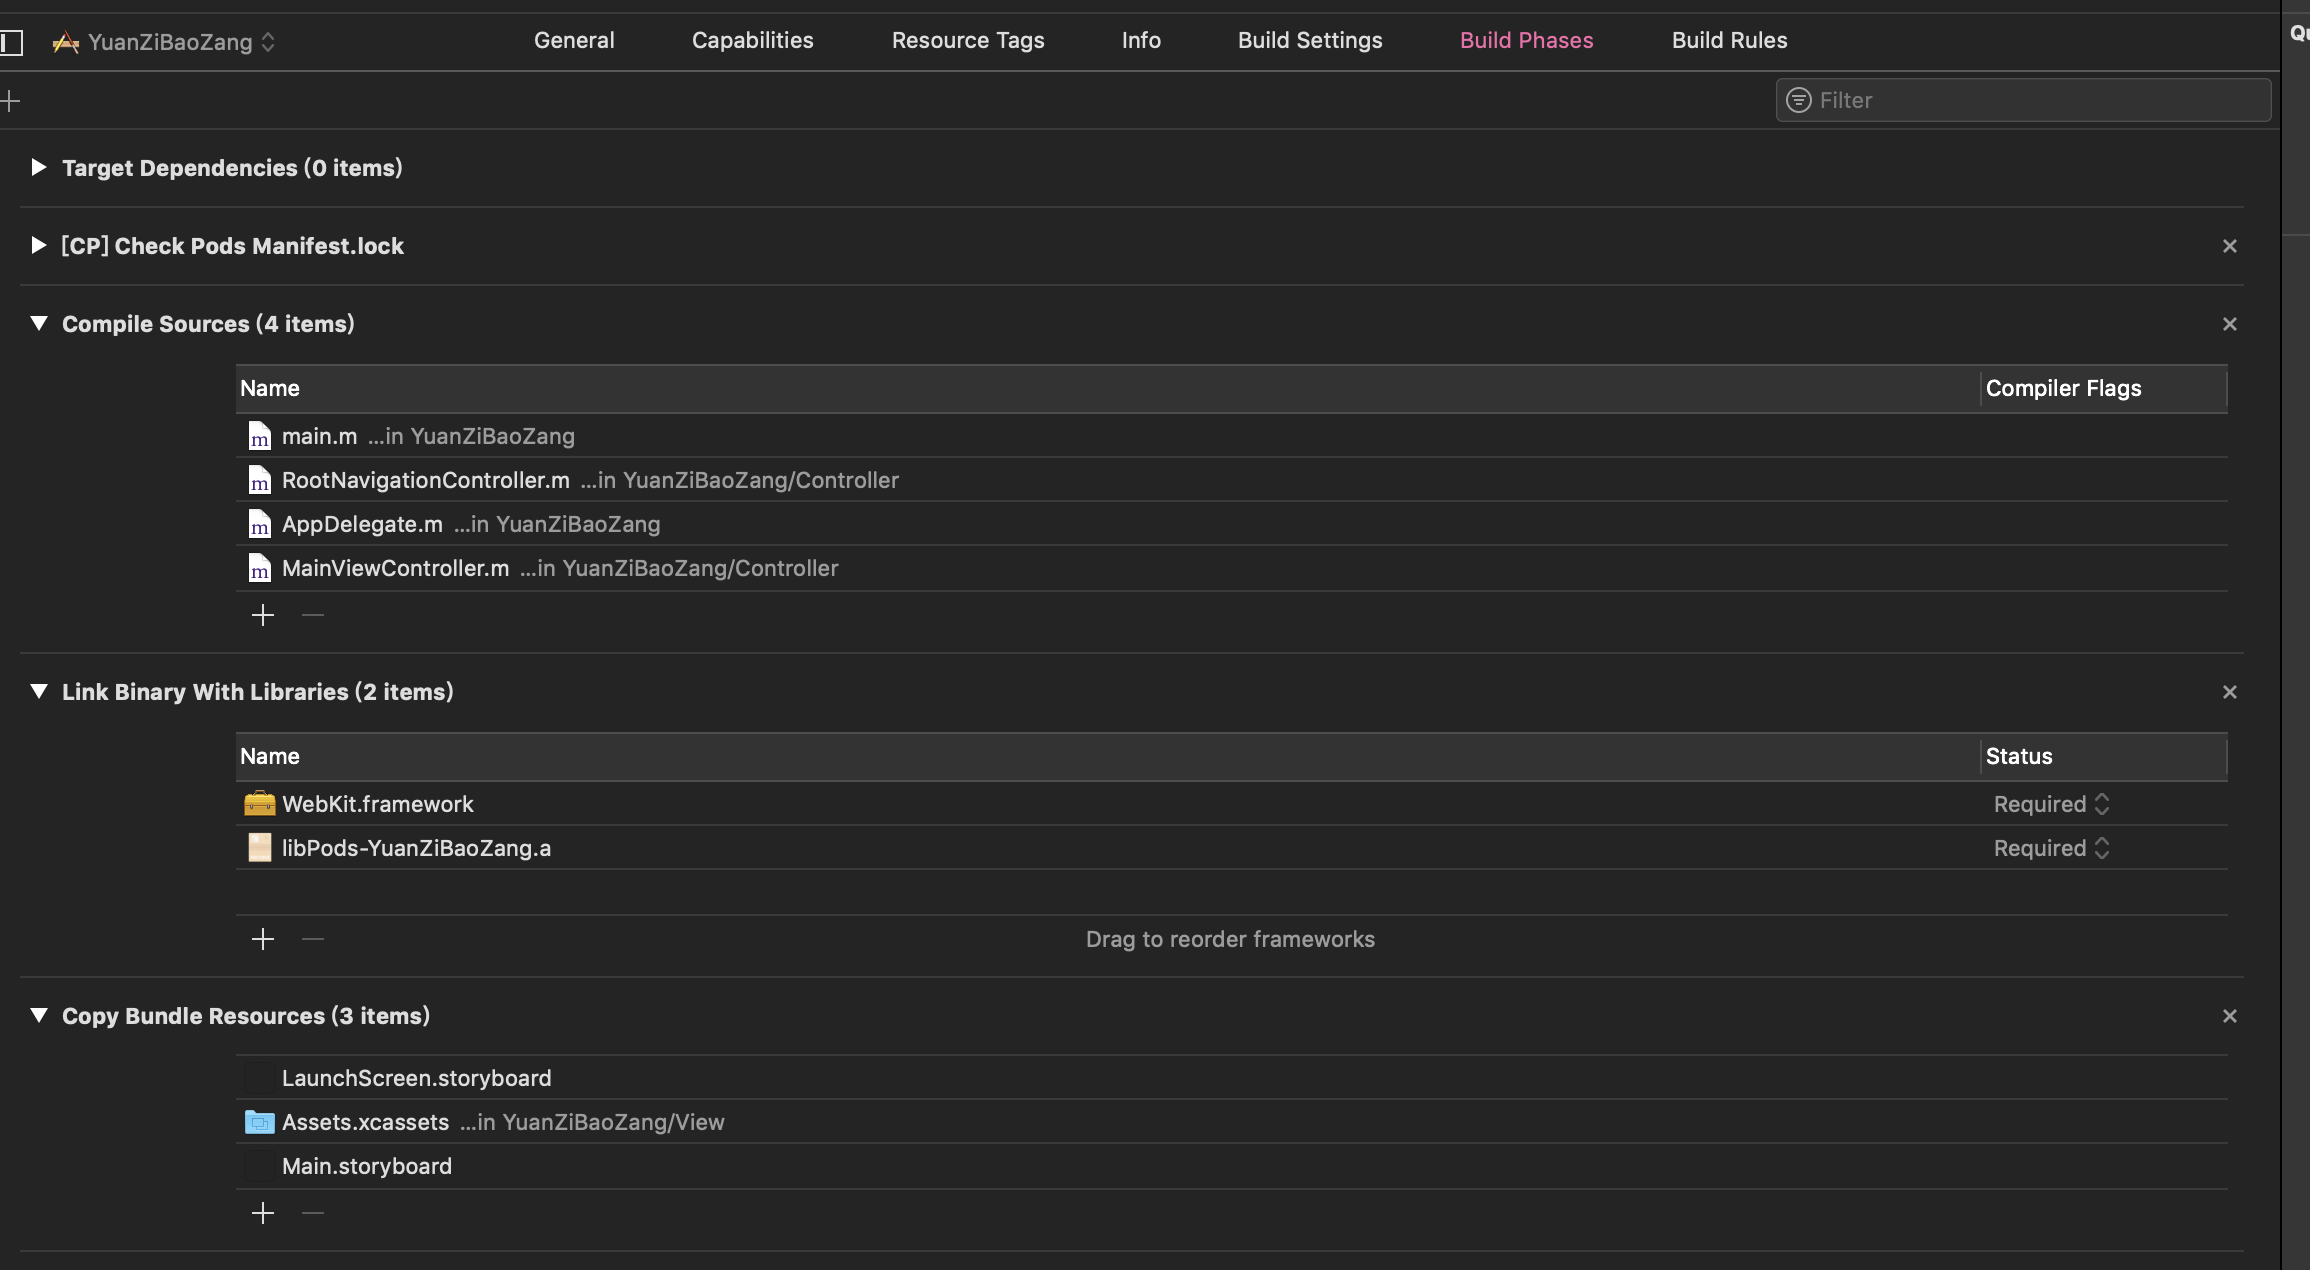 YuanZiBaoZang General Capabilities Resource Tags Info Build Settings Build Phases Build Rules
Filter
Target Dependencies (0 items)
[CP] Check Pods Manifest.lock
Compile Sources (4 items)
Name Compiler Flags
main.m ...in YuanZiBaoZang
RootNavigationController.m ...in YuanZiBaoZang/Controller
AppDelegate.m ...in YuanZiBaoZang
MainViewController.m ...in YuanZiBaoZang/Controller
Link Binary With Libraries (2 items)
Name Status
WebKit.framework Required
libPods-YuanZiBaoZang.a Required
Drag to reorder frameworks
Copy Bundle Resources (3 items)
LaunchScreen.storyboard
Assets.xcassets ...in YuanZiBaoZang/View
Main.storyboard